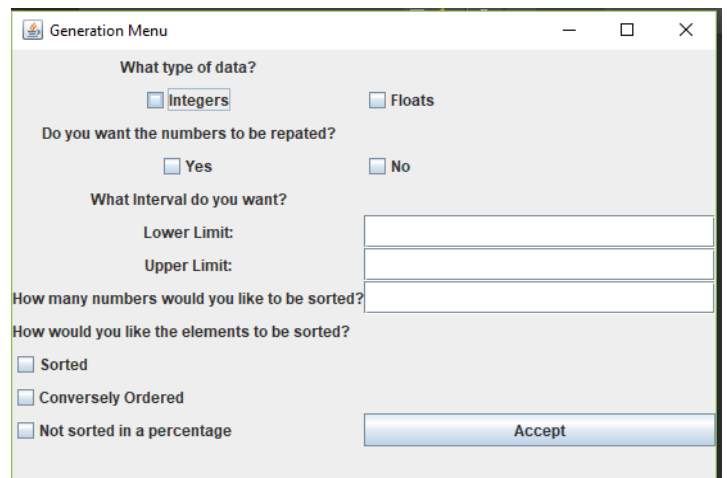 Generation Menu
What type of data?
Integers Floats
Do you want the numbers to be repated?
Yes No
What Interval do you want?
Lower Limit:
Upper Limit:
How many numbers would you like to be sorted?
How would you like the elements to be sorted?
Sorted
Conversely Ordered
Not sorted in a percentage Accept